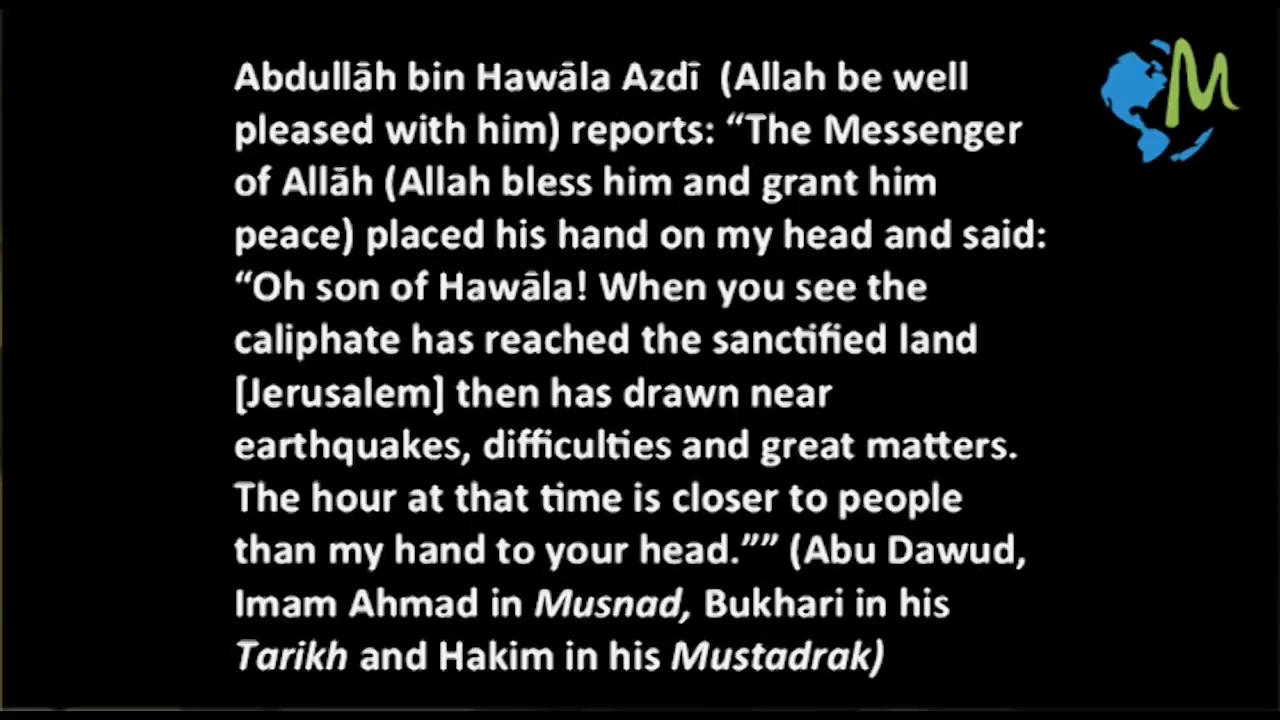 Abdullāh bin Hawāla Azdī (Allah be well
pleased with him) reports: “The Messenger
of Allāh (Allah bless him and grant him
peace) placed his hand on my head and said:
“Oh son of Hawāla! When you see the
caliphate has reached the sanctified land
[Jerusalem] then has drawn near
earthquakes, difficulties and great matters.
The hour at that time is closer to people
than my hand to your head.”” (Abu Dawud,
Imam Ahmad in Musnad, Bukhari in his
Tarikh and Hakim in his Mustadrak)
M